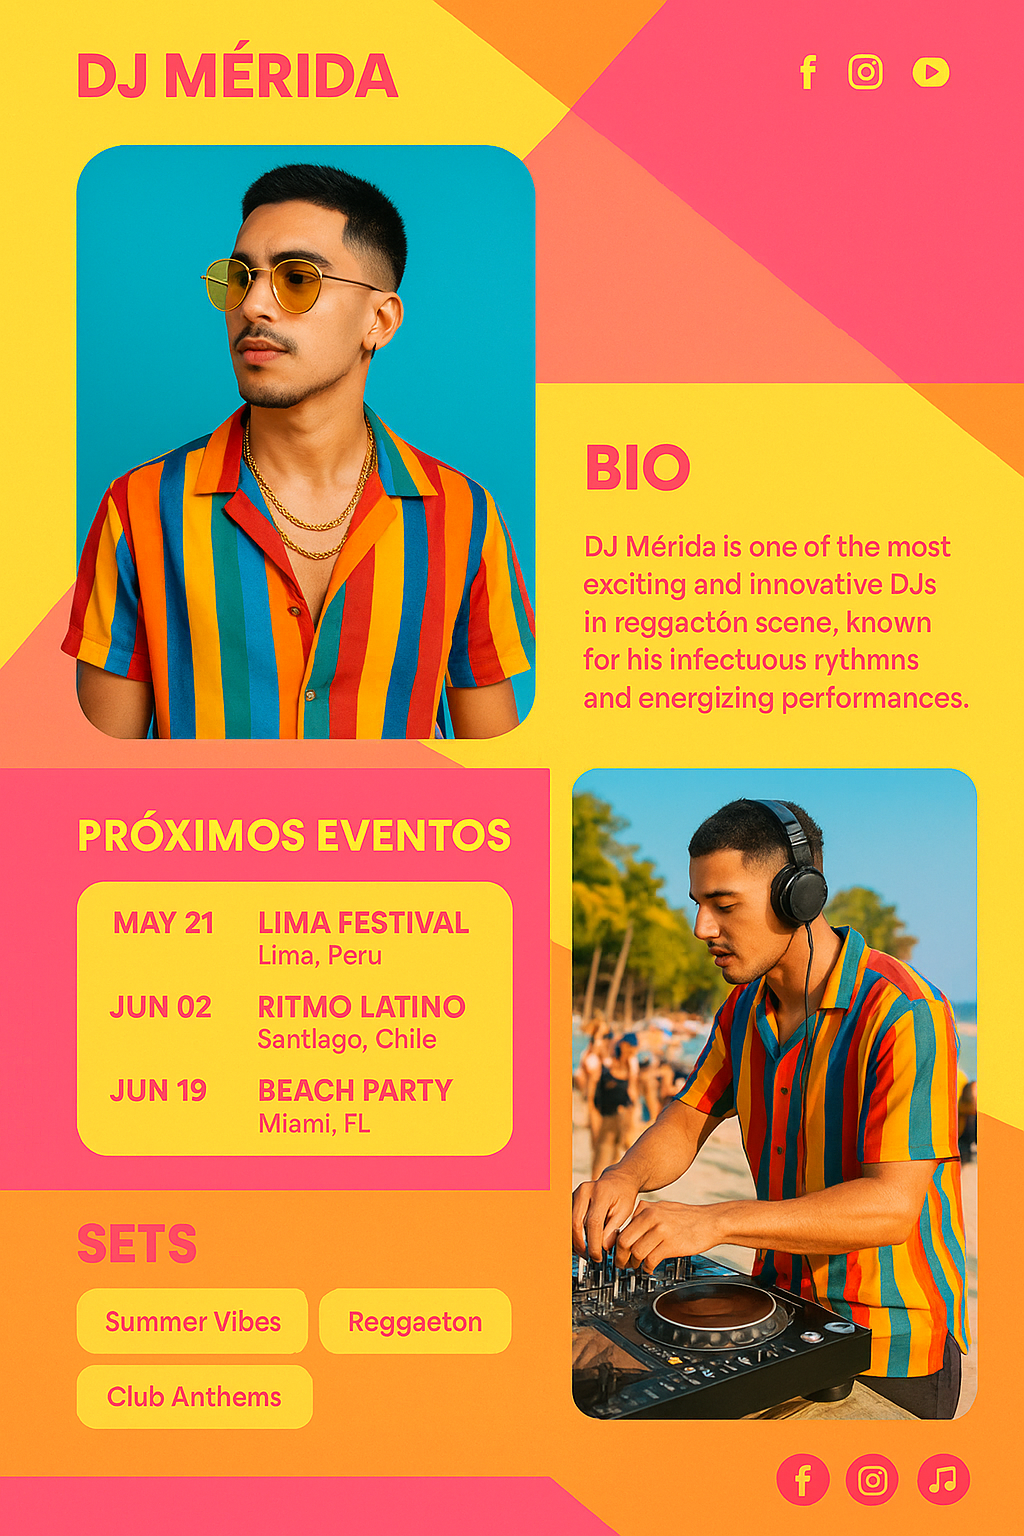 DJ MÉRIDA
BIO
DJ Mérida is one of the most
exciting and innovative DJs
in reggactón scene, known
for his infectuous rythmns
and energizing performances.
PRÓXIMOS EVENTOS
MAY 21 LIMA FESTIVAL
Lima, Peru
JUN 02 RITMO LATINO
Santlago, Chile
JUN 19 BEACH PARTY
Miami, FL
SETS
Summer Vibes Reggaeton
Club Anthems